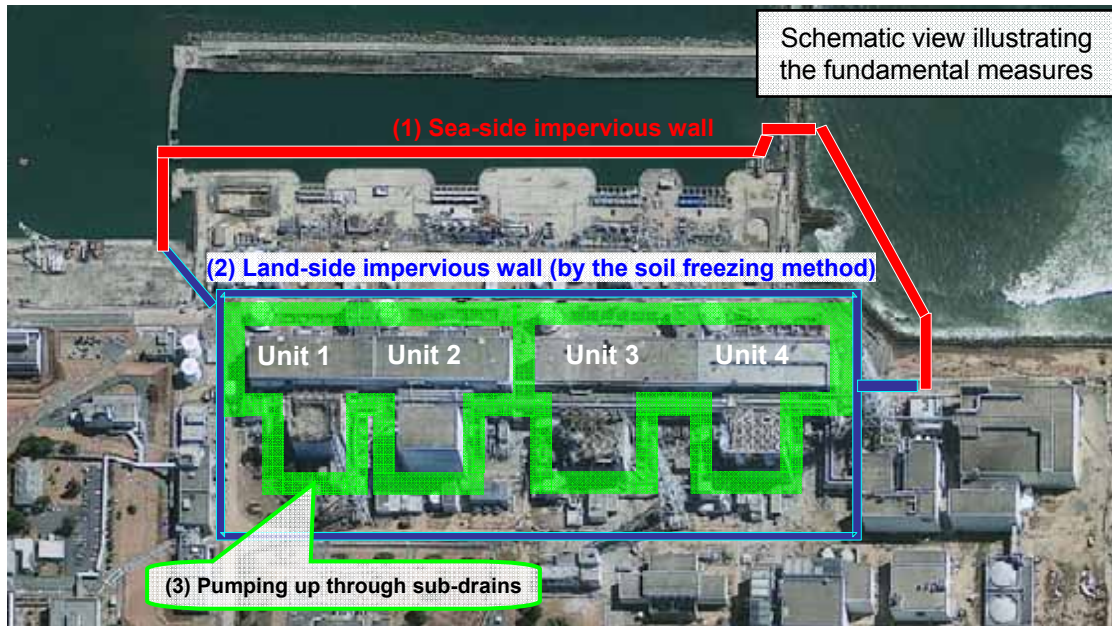 Schematic view illustrating
the fundamental measures
(1) Sea-side impervious wall
(2) Land-side impervious wall (by the soil freezing method)
Unit 1 Unit 2 Unit 3 Unit 4
(3) Pumping up through sub-drains